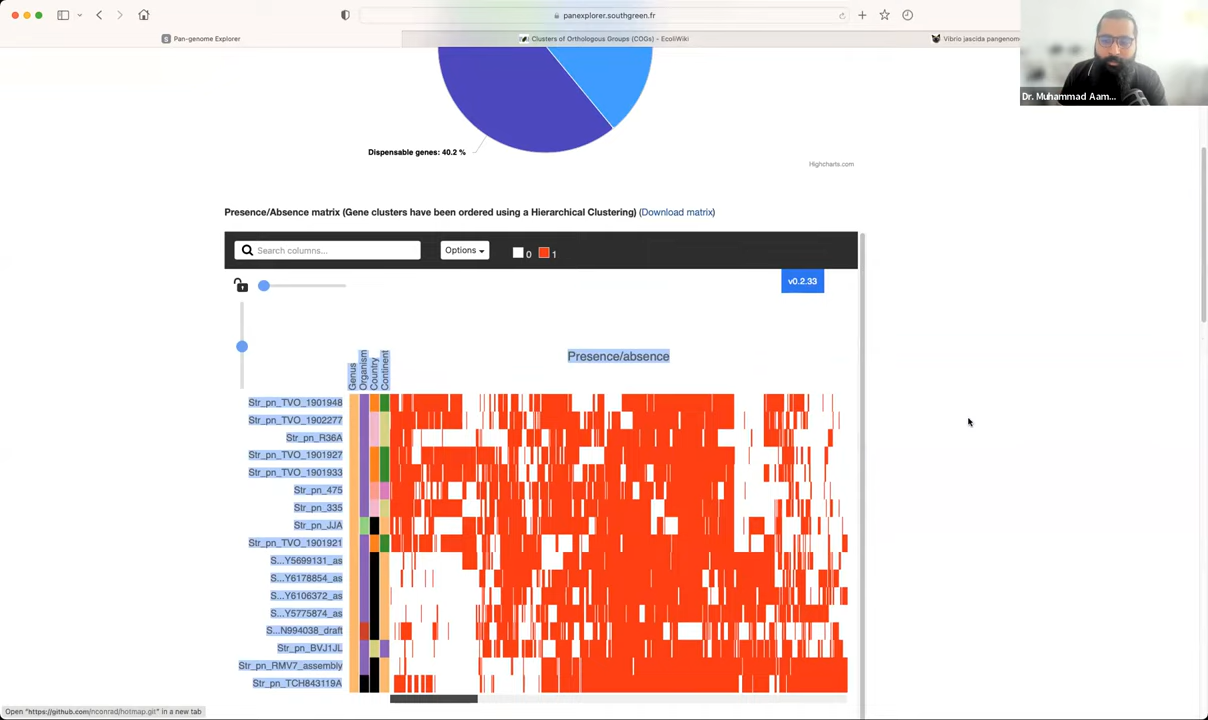 panexplorer.southgreen.fr
S Pan-genome Explorer
Clusters of Orthologous Groups (COGs) - EcoliWiki
Vibrio jascida pangenom
Dr. Muhammad Aam...
Dispensable genes: 40.2 %
Highcharts.com
Presence/Absence matrix (Gene clusters have been ordered using a Hierarchical Clustering) (Download matrix)
Search columns...
Options
0
1
v0.2.33
Genus
Organism
Country
Continent
Presence/absence
Str_pn_TVO_1901948
Str_pn_TVO_1902277
Str_pn_R36A
Str_pn_TVO_1901927
Str_pn_TVO_1901933
Str_pn_475
Str_pn_335
Str_pn_JJA
Str_pn_TVO_1901921
S...Y5699131_as
S...Y6178854_as
S...Y6106372_as
S...Y5775874_as
S...N994038_draft
Str_pn_BVJ1JL
Str_pn_RMV7_assembly
Str_pn_TCH843119A
Open "https://github.com/nconrad/hotmap.git" in a new tab